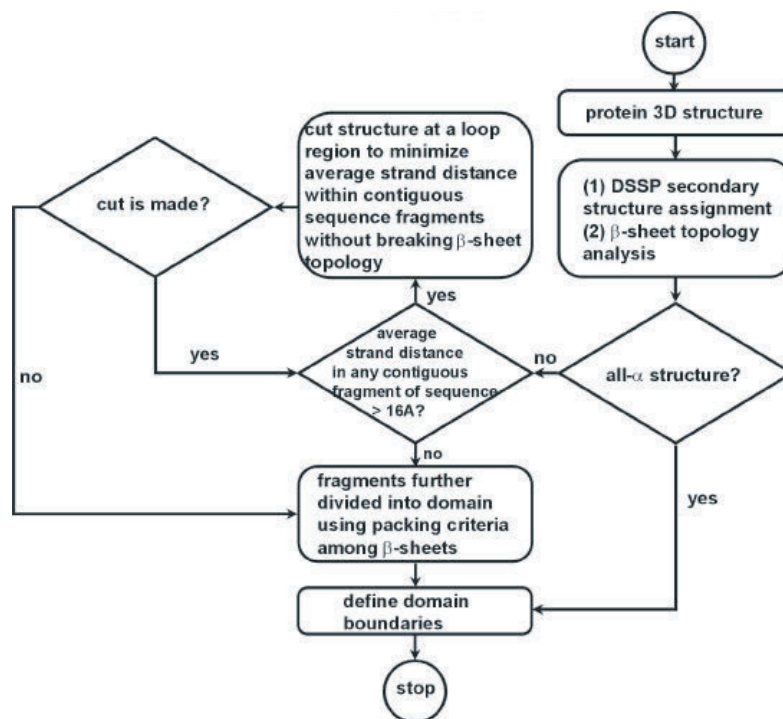 start
protein 3D structure
(1) DSSP secondary
structure assignment
(2) β-sheet topology
analysis
all-α structure?
no
yes
average
strand distance
in any contiguous
fragment of sequence
> 16A?
yes
cut structure at a loop
region to minimize
average strand distance
within contiguous
sequence fragments
without breaking β-sheet
topology
cut is made?
yes
no
no
fragments further
divided into domain
using packing criteria
among β-sheets
define domain
boundaries
stop